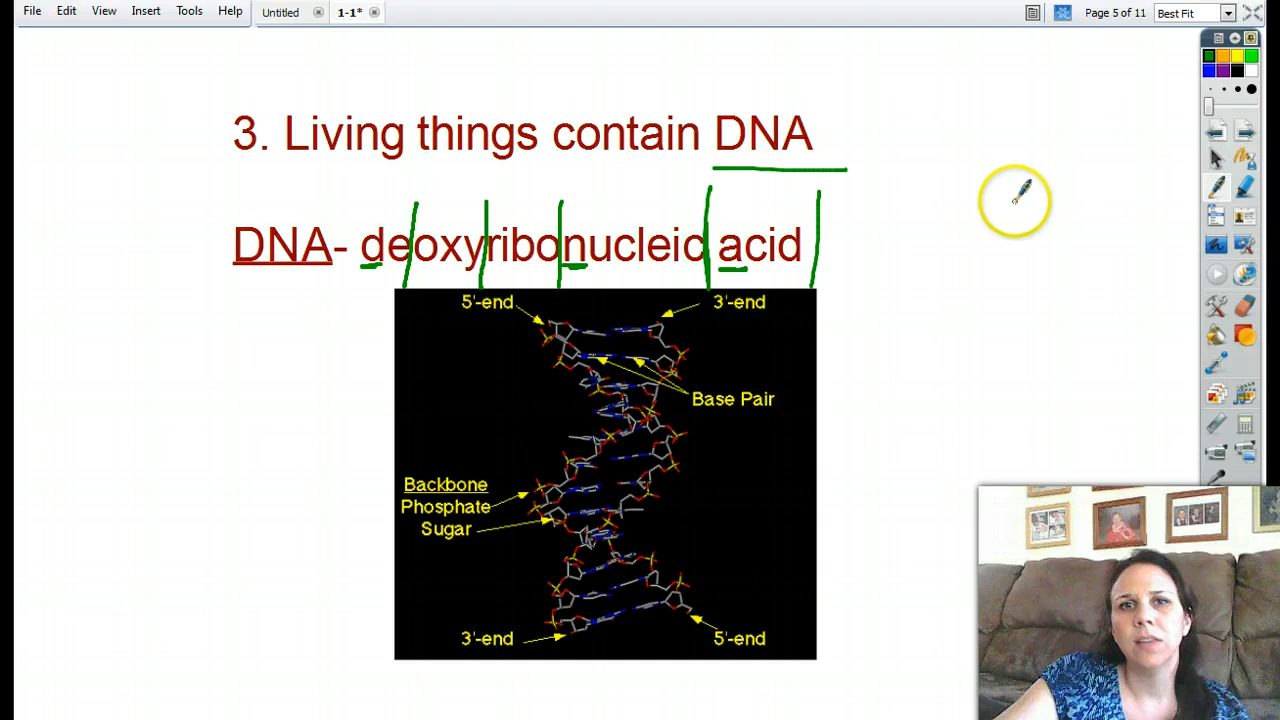 File Edit View Insert Tools Help Untitled 1-1* Page 5 of 11 Best Fit
3. Living things contain DNA
DNA- deoxyribonucleic acid
5'-end 3'-end
Base Pair
Backbone
Phosphate
Sugar
3'-end 5'-end